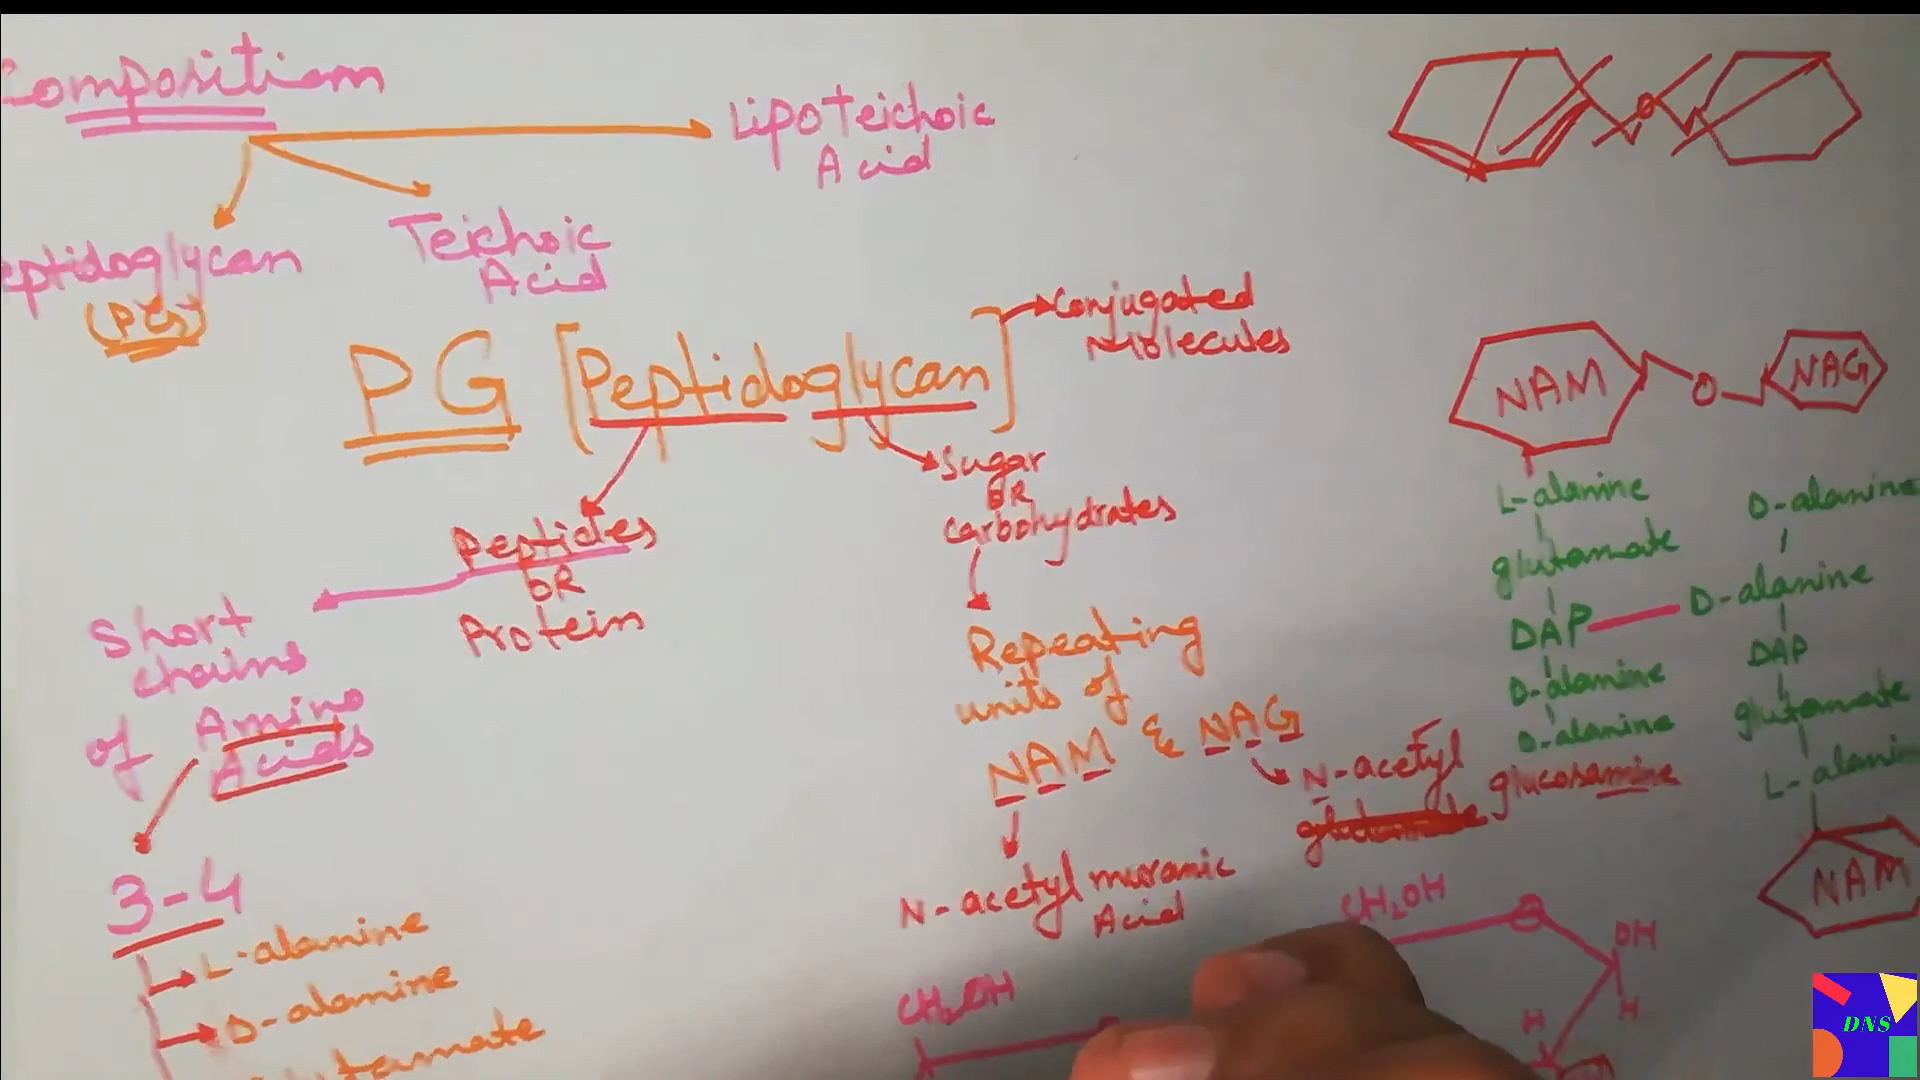 Composition
Lipoteichoic
Acid
eptidoglycan
(PG)
Teichoic
Acid
PG [Peptidoglycan]
Conjugated
Molecules
Sugar
OR
Carbohydrates
Peptides
OR
Protein
Short
chains
of Amino
Acids
3-4
L-alanine
D-alanine
Repeating
units of
NAM & NAG
N-acetyl
glucosamine
N-acetyl muramic
Acid
CH2OH
O
NAM
O
NAG
L-alanine
glutamate
DAP
D-alanine
D-alanine
D-alanine
D-alanine
DAP
glutamate
L-alanin
NAM
CH2OH
O
OH
H
H
DNS